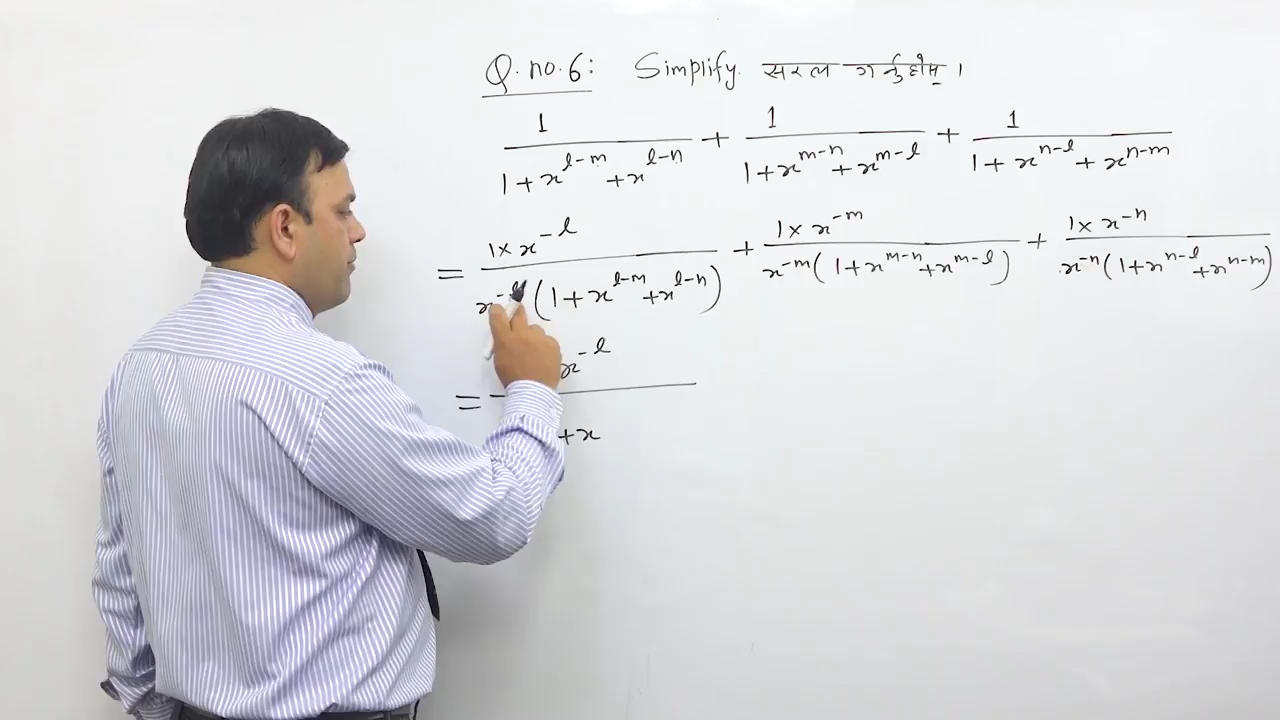 Q. no. 6: Simplify. सरल गर्नुहोस् ।
1/(1+x^(l-m)+x^(l-n)) + 1/(1+x^(m-n)+x^(m-l)) + 1/(1+x^(n-l)+x^(n-m))
= (1×x^(-l))/(x^(-l)(1+x^(l-m)+x^(l-n))) + (1×x^(-m))/(x^(-m)(1+x^(m-n)+x^(m-l))) + (1×x^(-n))/(x^(-n)(1+x^(n-l)+x^(n-m)))
= x^(-l)/(+x